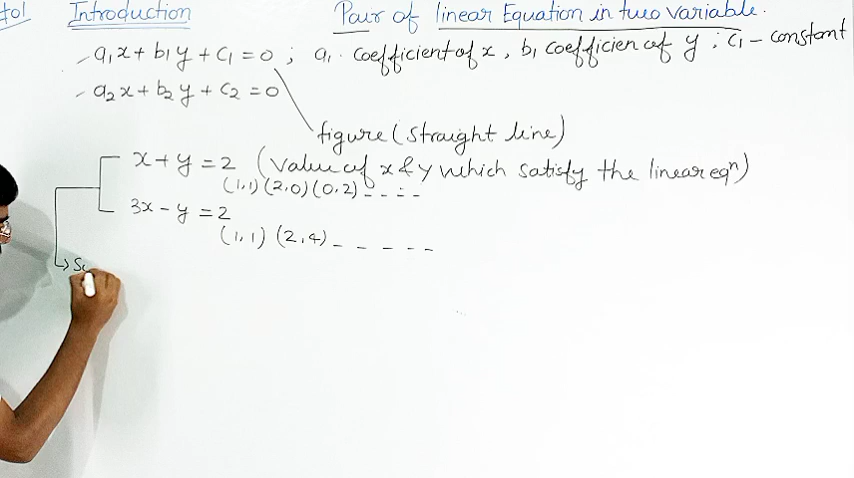 Introduction
Pair of linear Equation in two variable.
a₁x + b₁y + c₁ = 0 ; a₁ . coefficient of x , b₁ coefficien of y ; c₁ - constant
a₂x + b₂y + c₂ = 0
figure (straight line)
x + y = 2 (value of x & y which satisfy the linear eqⁿ)
(1,1) (2,0) (0,2) - - - -
3x - y = 2
(1,1) (2,4) - - - - -